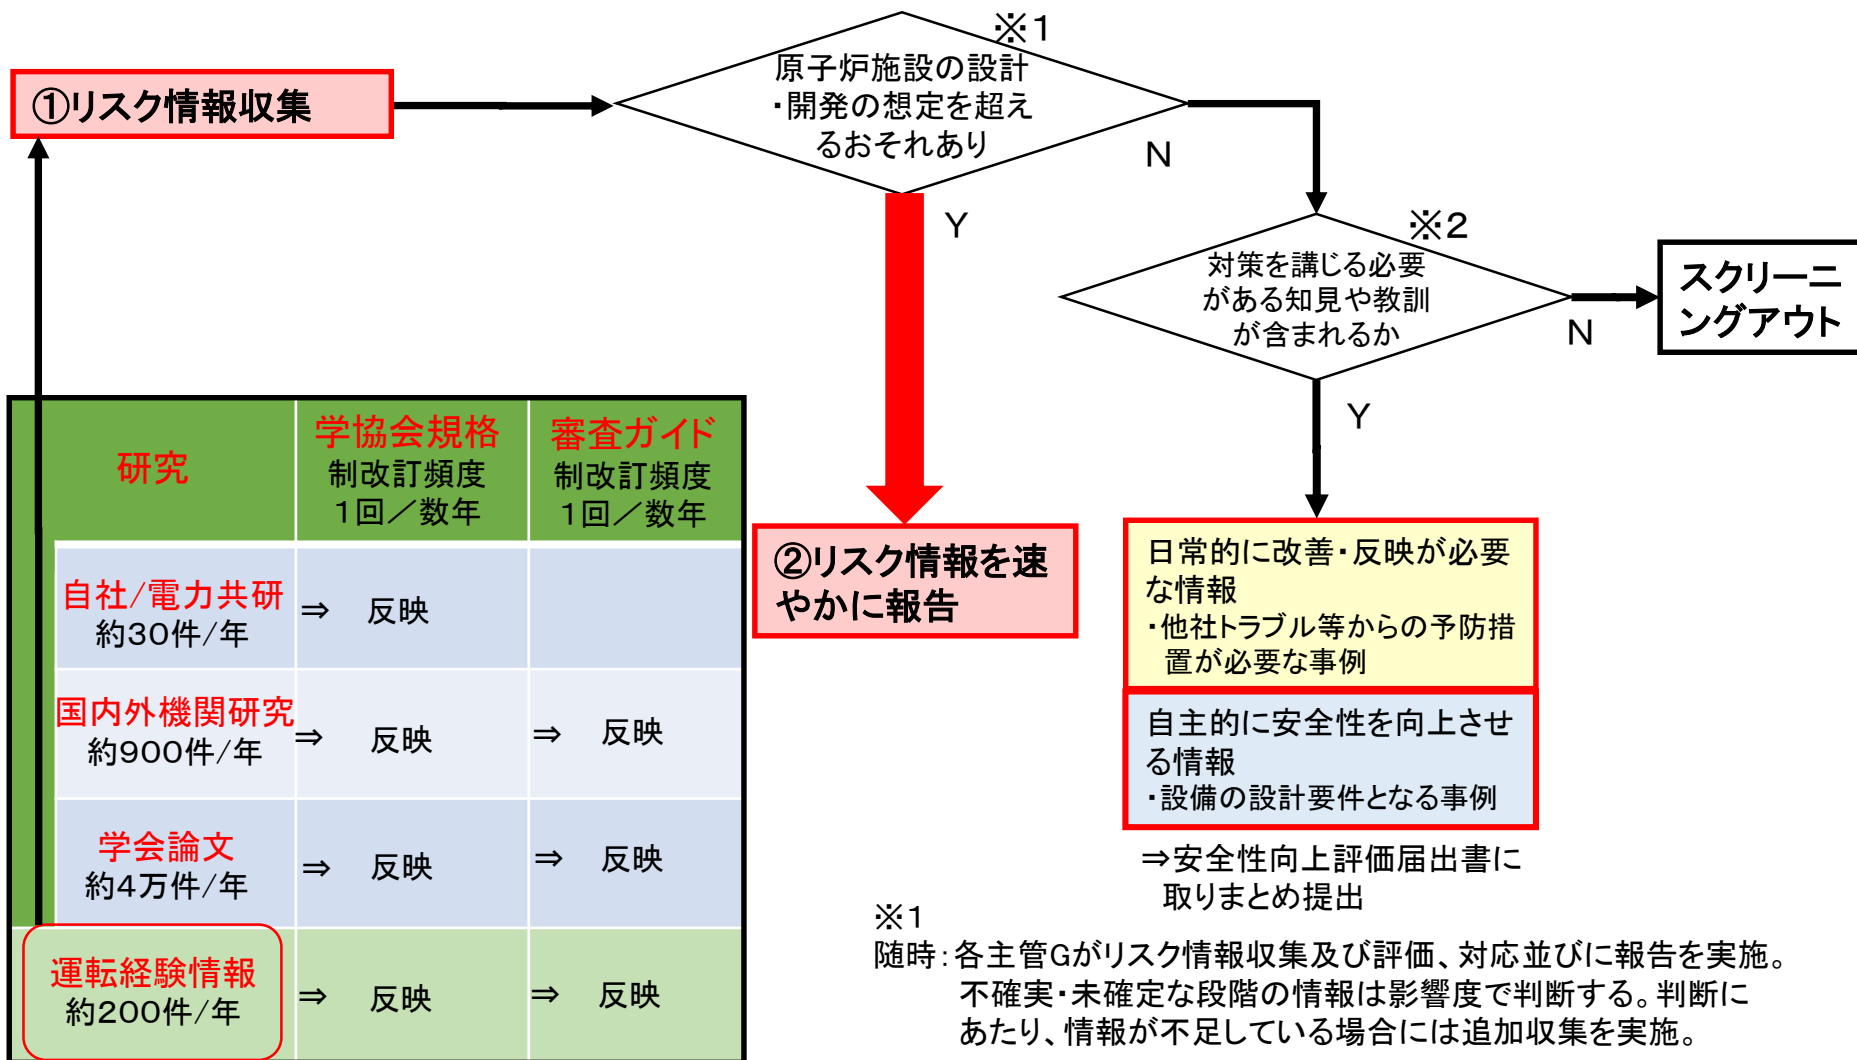 ①リスク情報収集
※1
原子炉施設の設計
・開発の想定を超え
るおそれあり
N
Y
※2
対策を講じる必要
がある知見や教訓
が含まれるか
N
Y
スクリーニ
ングアウト
②リスク情報を速
やかに報告
日常的に改善・反映が必要
な情報
・他社トラブル等からの予防措
置が必要な事例
自主的に安全性を向上させ
る情報
・設備の設計要件となる事例
⇒安全性向上評価届出書に
取りまとめ提出
研究
学協会規格
制改訂頻度
1回／数年
審査ガイド
制改訂頻度
1回／数年
自社/電力共研
約30件/年
⇒ 反映
国内外機関研究
約900件/年
⇒ 反映
⇒ 反映
学会論文
約4万件/年
⇒ 反映
⇒ 反映
運転経験情報
約200件/年
⇒ 反映
⇒ 反映
※1
随時：各主管Gがリスク情報収集及び評価、対応並びに報告を実施。
不確実・未確定な段階の情報は影響度で判断する。判断に
あたり、情報が不足している場合には追加収集を実施。